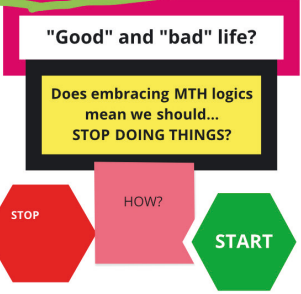 "Good" and "bad" life?
Does embracing MTH logics
mean we should...
STOP DOING THINGS?
HOW?
STOP
START